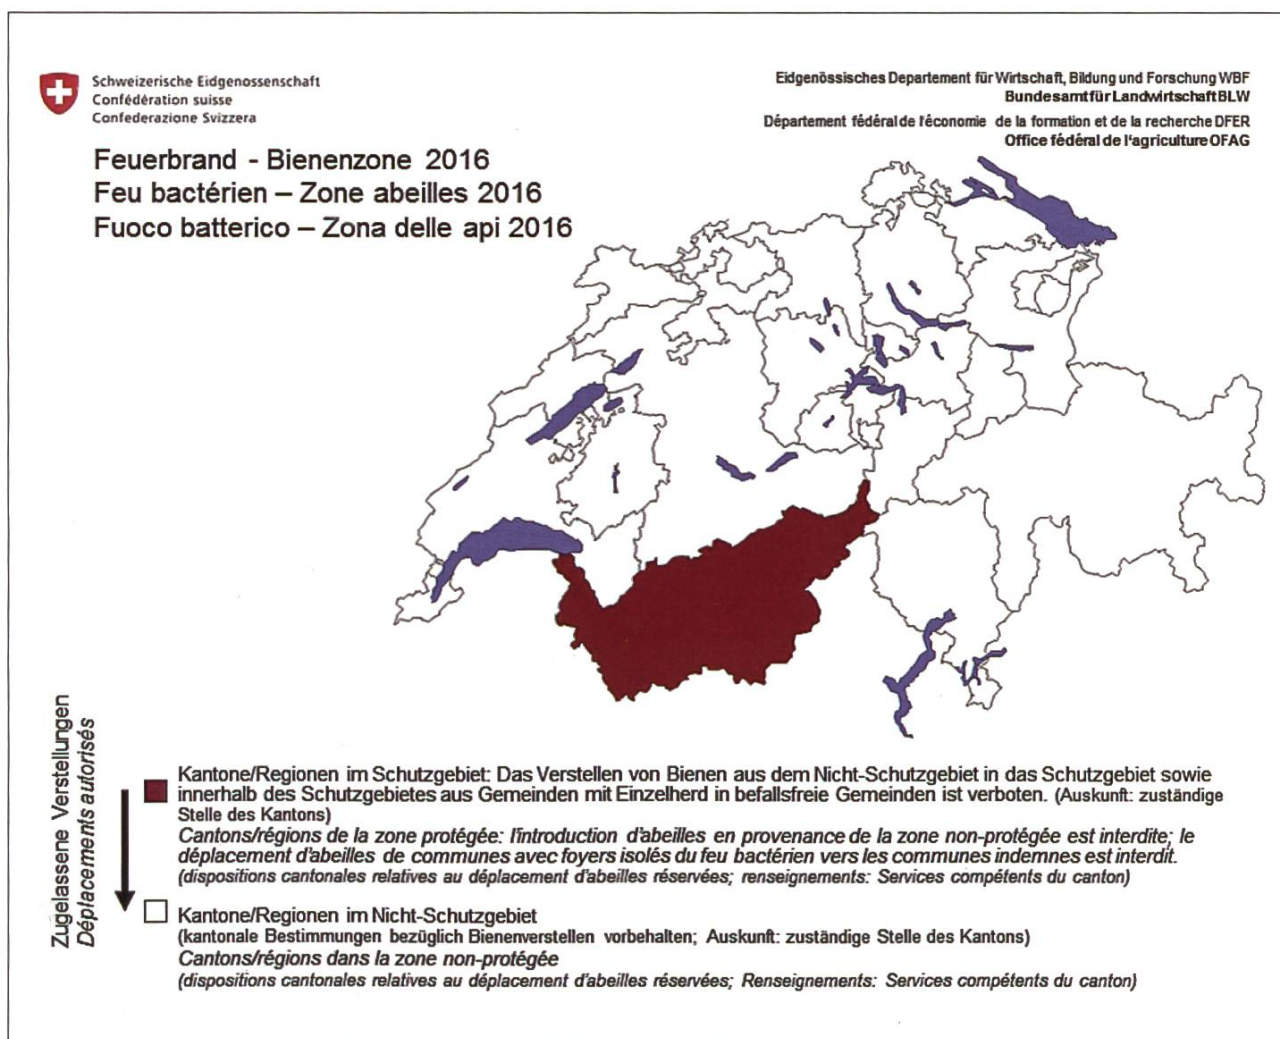 Schweizerische Eidgenossenschaft
Confédération suisse
Confederazione Svizzera
Eidgenössisches Departement für Wirtschaft, Bildung und Forschung WBF
Bundesamt für Landwirtschaft BLW
Département fédéral de l'économie de la formation et de la recherche DFER
Office fédéral de l'agriculture OFAG
Feuerbrand - Bienenzone 2016
Feu bactérien – Zone abeilles 2016
Fuoco batterico – Zona delle api 2016
Zugelassene Verstellungen
Déplacements autorisés
Kantone/Regionen im Schutzgebiet: Das Verstellen von Bienen aus dem Nicht-Schutzgebiet in das Schutzgebiet sowie
innerhalb des Schutzgebietes aus Gemeinden mit Einzelherd in befallsfreie Gemeinden ist verboten. (Auskunft: zuständige
Stelle des Kantons)
Cantons/régions de la zone protégée: l'introduction d'abeilles en provenance de la zone non-protégée est interdite; le
déplacement d'abeilles de communes avec foyers isolés du feu bactérien vers les communes indemnes est interdit.
(dispositions cantonales relatives au déplacement d'abeilles réservées; renseignements: Services compétents du canton)
Kantone/Regionen im Nicht-Schutzgebiet
(kantonale Bestimmungen bezüglich Bienenverstellen vorbehalten; Auskunft: zuständige Stelle des Kantons)
Cantons/régions dans la zone non-protégée
(dispositions cantonales relatives au déplacement d'abeilles réservées; Renseignements: Services compétents du canton)